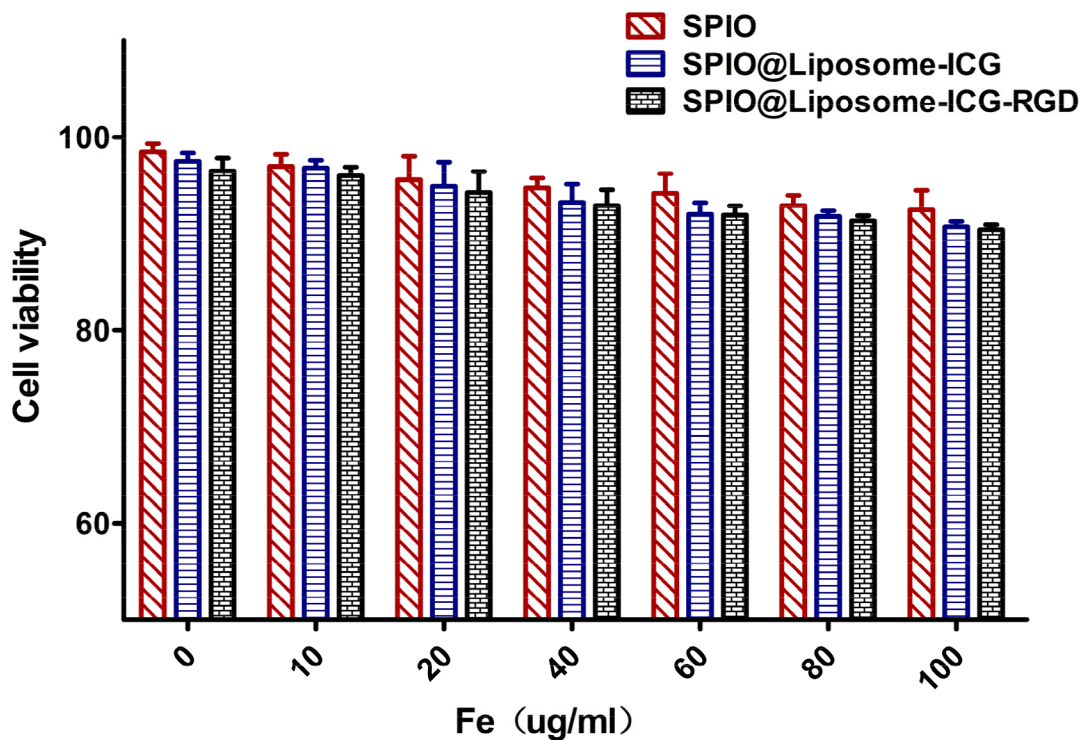 SPIO
SPIO@Liposome-ICG
SPIO@Liposome-ICG-RGD
100
80
60
Cell viability
0
10
20
40
60
80
100
Fe（ug/ml）